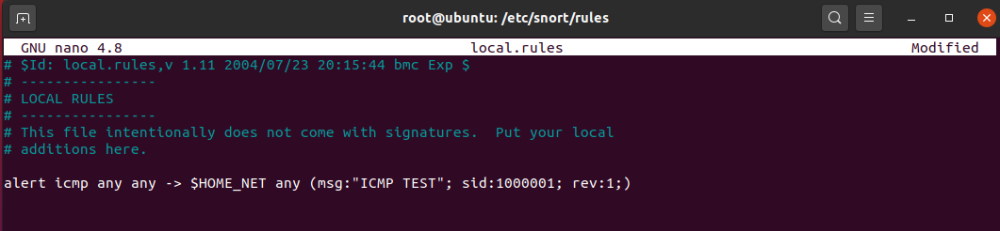 root@ubuntu: /etc/snort/rules
GNU nano 4.8 local.rules Modified
# $Id: local.rules,v 1.11 2004/07/23 20:15:44 bmc Exp $
# ----------------
# LOCAL RULES
# ----------------
# This file intentionally does not come with signatures.  Put your local
# additions here.
alert icmp any any -> $HOME_NET any (msg:"ICMP TEST"; sid:1000001; rev:1;)